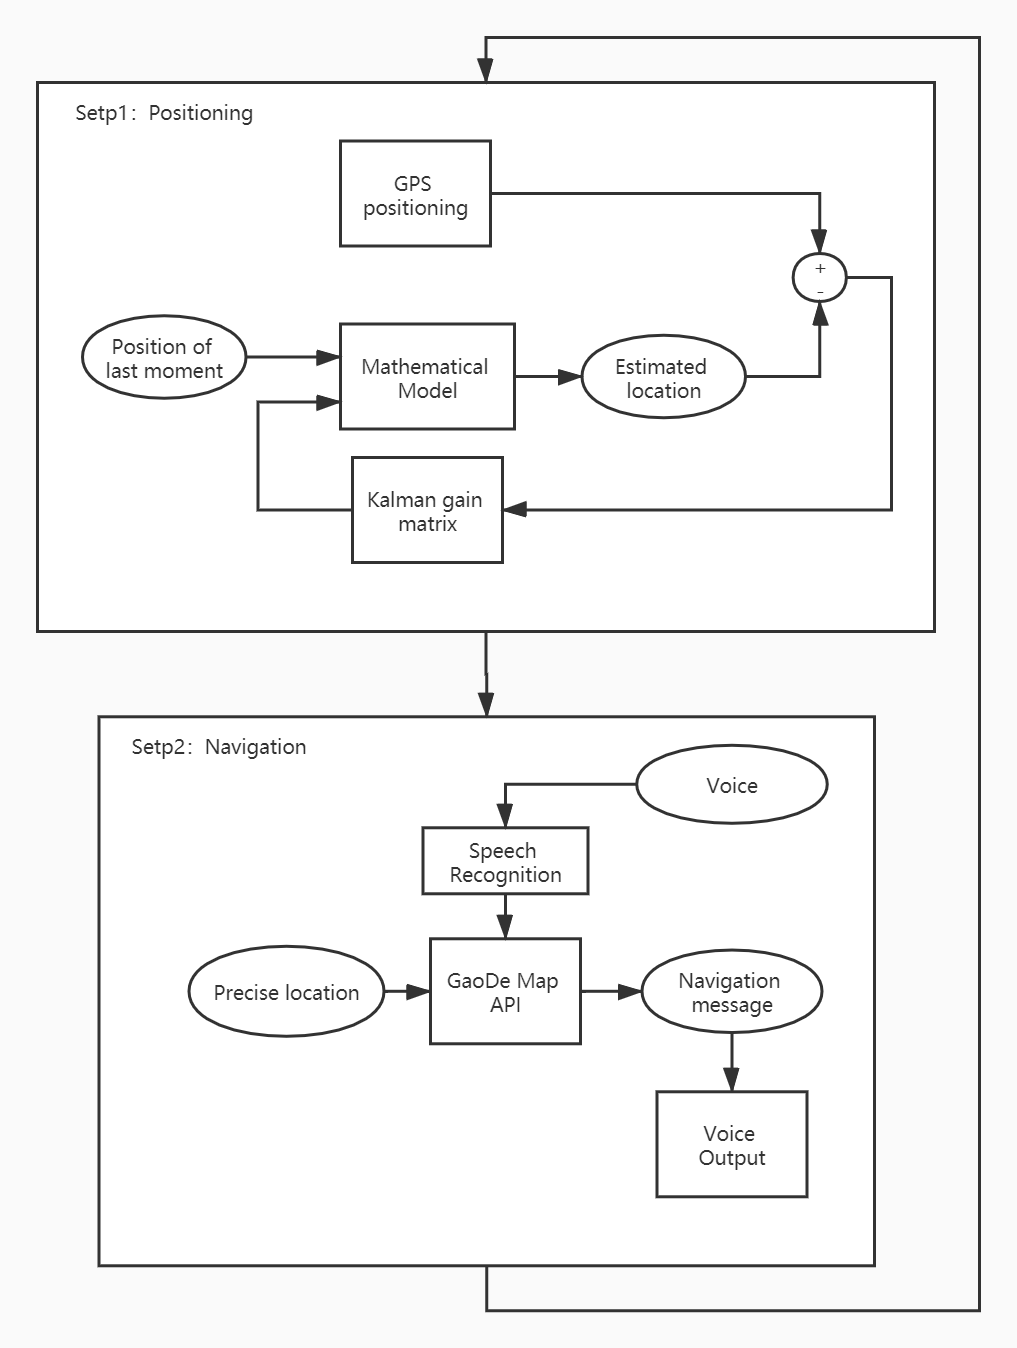 Setp1: Positioning
GPS
positioning
+
-
Position of
last moment
Mathematical
Model
Estimated
location
Kalman gain
matrix
Setp2: Navigation
Voice
Speech
Recognition
Precise location
GaoDe Map
API
Navigation
message
Voice
Output